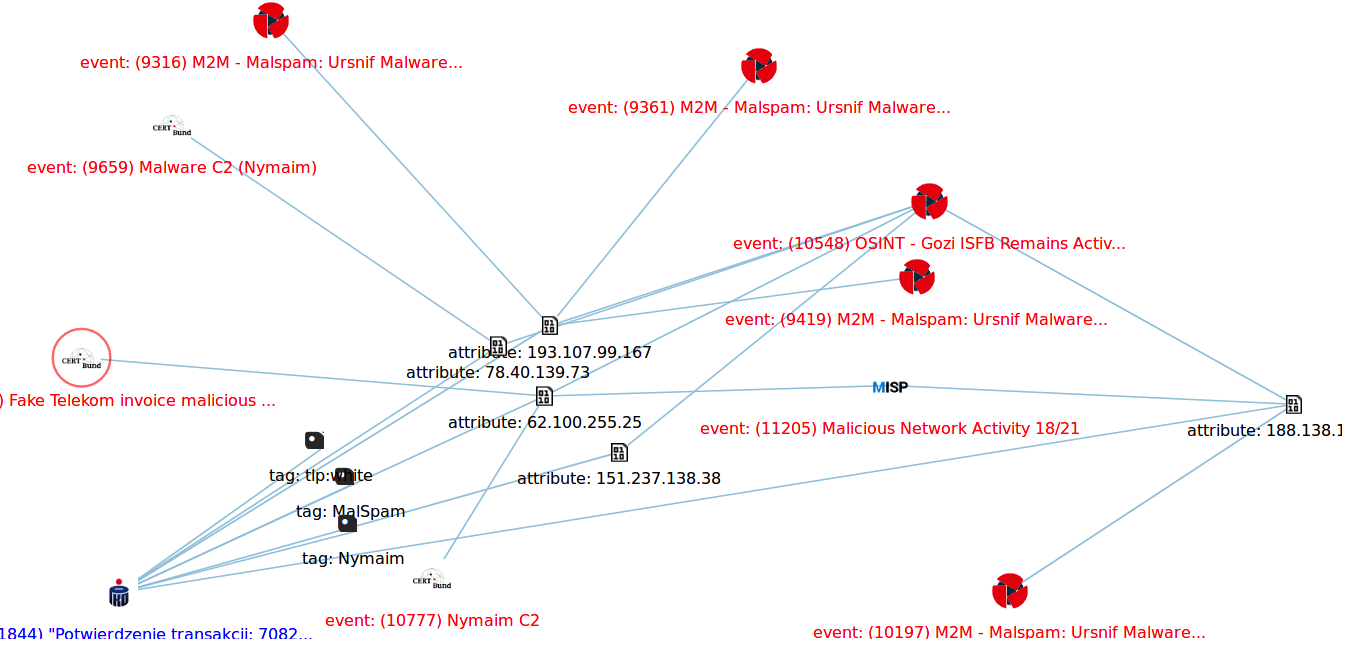 event: (9316) M2M - Malspam: Ursnif Malware...
event: (9361) M2M - Malspam: Ursnif Malware...
CERT Bund
event: (9659) Malware C2 (Nymaim)
event: (10548) OSINT - Gozi ISFB Remains Activ...
event: (9419) M2M - Malspam: Ursnif Malware...
attribute: 193.107.99.167
attribute: 78.40.139.73
CERT Bund
) Fake Telekom invoice malicious ...
MISP
attribute: 62.100.255.25
event: (11205) Malicious Network Activity 18/21
attribute: 188.138.1
tag: tlp:white
attribute: 151.237.138.38
tag: MalSpam
tag: Nymaim
CERT Bund
event: (10777) Nymaim C2
1844) "Potwierdzenie transakcji: 7082...
event: (10197) M2M - Malspam: Ursnif Malware...